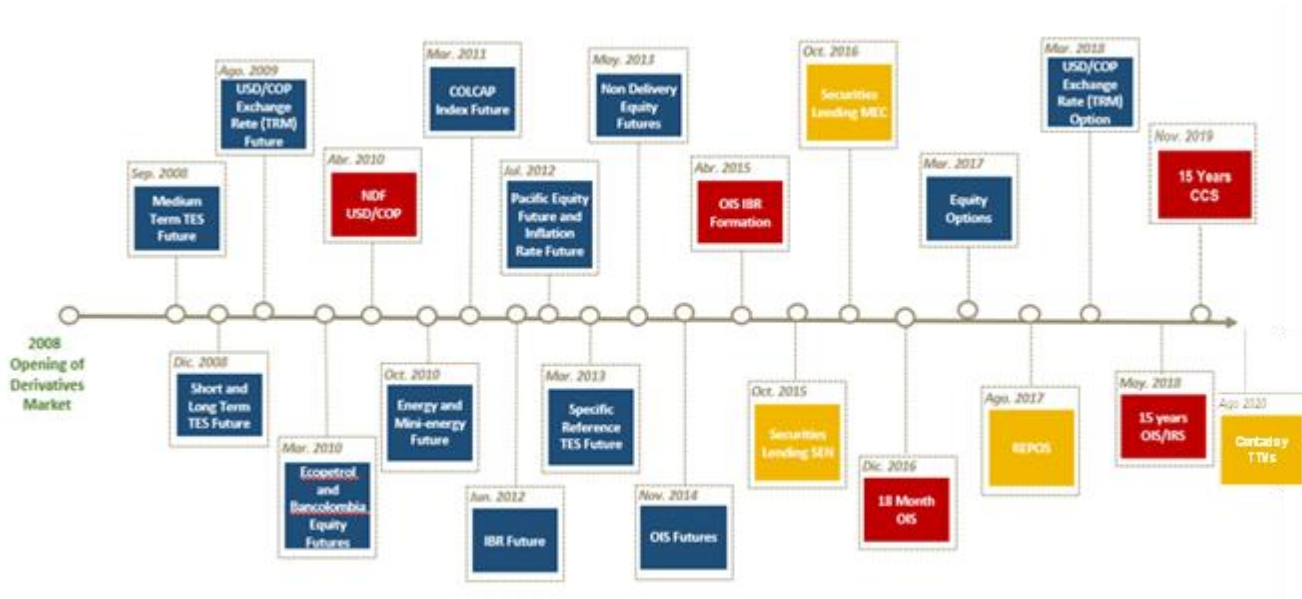 2008
Opening of
Derivatives
Market
Sep. 2008
Medium
Term TES
Future
Dic. 2008
Short and
Long Term
TES Future
Ago. 2009
USD/COP
Exchange
Rete (TRM)
Future
Mar. 2010
Ecopetrol
and
Bancolombia
Equity
Futures
Abr. 2010
NDF
USD/COP
Oct. 2010
Energy and
Mini-energy
Future
Mar. 2011
COLCAP
Index Future
Jun. 2012
IBR Future
Jul. 2012
Pacific Equity
Future and
Inflation
Rate Future
Mar. 2013
Specific
Reference
TES Future
May. 2013
Non Delivery
Equity
Futures
Nov. 2014
OIS Futures
Abr. 2015
OIS IBR
Formation
Oct. 2015
Securities
Lending SEN
Oct. 2016
Securities
Lending MEC
Dic. 2016
18 Month
OIS
Mar. 2017
Equity
Options
Ago. 2017
REPOS
Mar. 2018
USD/COP
Exchange
Rate (TRM)
Option
May. 2018
15 years
OIS/IRS
Nov. 2019
15 Years
CCS
Ago 2020
Contado y
TTVs